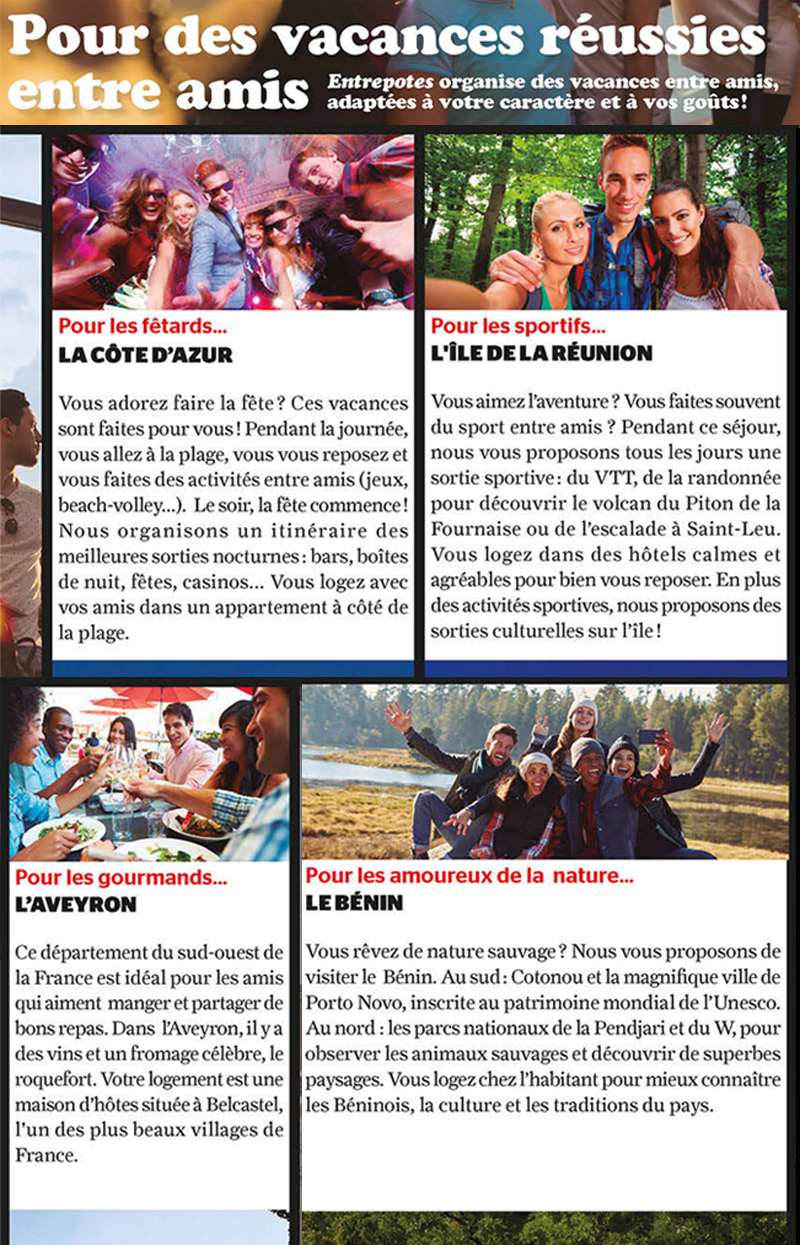 Pour des vacances réussies
entre amis
Entrepotes organise des vacances entre amis,
adaptées à votre caractère et à vos goûts!
Pour les fêtards...
LA CÔTE D'AZUR
Vous adorez faire la fête ? Ces vacances
sont faites pour vous ! Pendant la journée,
vous allez à la plage, vous vous reposez et
vous faites des activités entre amis (jeux,
beach-volley...). Le soir, la fête commence !
Nous organisons un itinéraire des
meilleures sorties nocturnes : bars, boîtes
de nuit, fêtes, casinos... Vous logez avec
vos amis dans un appartement à côté de
la plage.
Pour les sportifs...
L'ÎLE DE LA RÉUNION
Vous aimez l'aventure ? Vous faites souvent
du sport entre amis ? Pendant ce séjour,
nous vous proposons tous les jours une
sortie sportive : du VTT, de la randonnée
pour découvrir le volcan du Piton de la
Fournaise ou de l'escalade à Saint-Leu.
Vous logez dans des hôtels calmes et
agréables pour bien vous reposer. En plus
des activités sportives, nous proposons des
sorties culturelles sur l'île !
Pour les gourmands...
L'AVEYRON
Ce département du sud-ouest de
la France est idéal pour les amis
qui aiment manger et partager de
bons repas. Dans l'Aveyron, il y a
des vins et un fromage célèbre, le
roquefort. Votre logement est une
maison d'hôtes située à Belcastel,
l'un des plus beaux villages de
France.
Pour les amoureux de la nature...
LE BÉNIN
Vous rêvez de nature sauvage ? Nous vous proposons de
visiter le Bénin. Au sud : Cotonou et la magnifique ville de
Porto Novo, inscrite au patrimoine mondial de l'Unesco.
Au nord : les parcs nationaux de la Pendjari et du W, pour
observer les animaux sauvages et découvrir de superbes
paysages. Vous logez chez l'habitant pour mieux connaître
les Béninois, la culture et les traditions du pays.